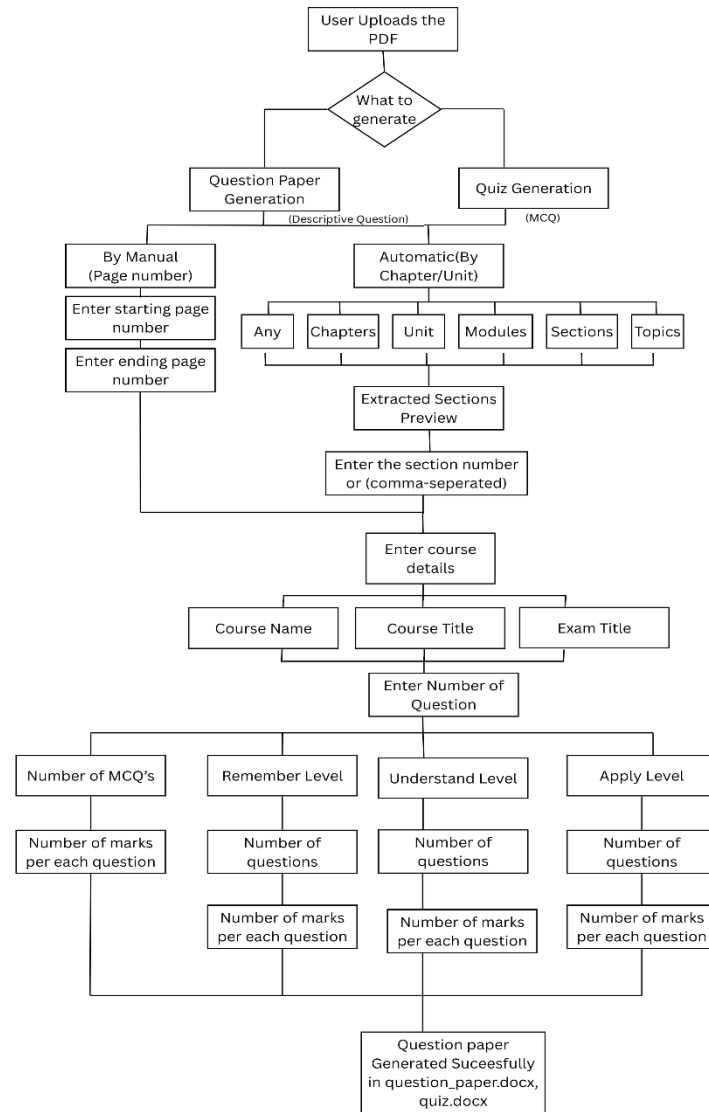 User Uploads the
PDF
What to
generate
Question Paper
Generation
Quiz Generation
(Descriptive Question)
(MCQ)
By Manual
(Page number)
Automatic(By
Chapter/Unit)
Enter starting page
number
Any
Chapters
Unit
Modules
Sections
Topics
Enter ending page
number
Extracted Sections
Preview
Enter the section number
or (comma-seperated)
Enter course
details
Course Name
Course Title
Exam Title
Enter Number of
Question
Number of MCQ's
Remember Level
Understand Level
Apply Level
Number of marks
per each question
Number of
questions
Number of
questions
Number of
questions
Number of marks
per each question
Number of marks
per each question
Number of marks
per each question
Question paper
Generated Suceesfully
in question_paper.docx,
quiz.docx